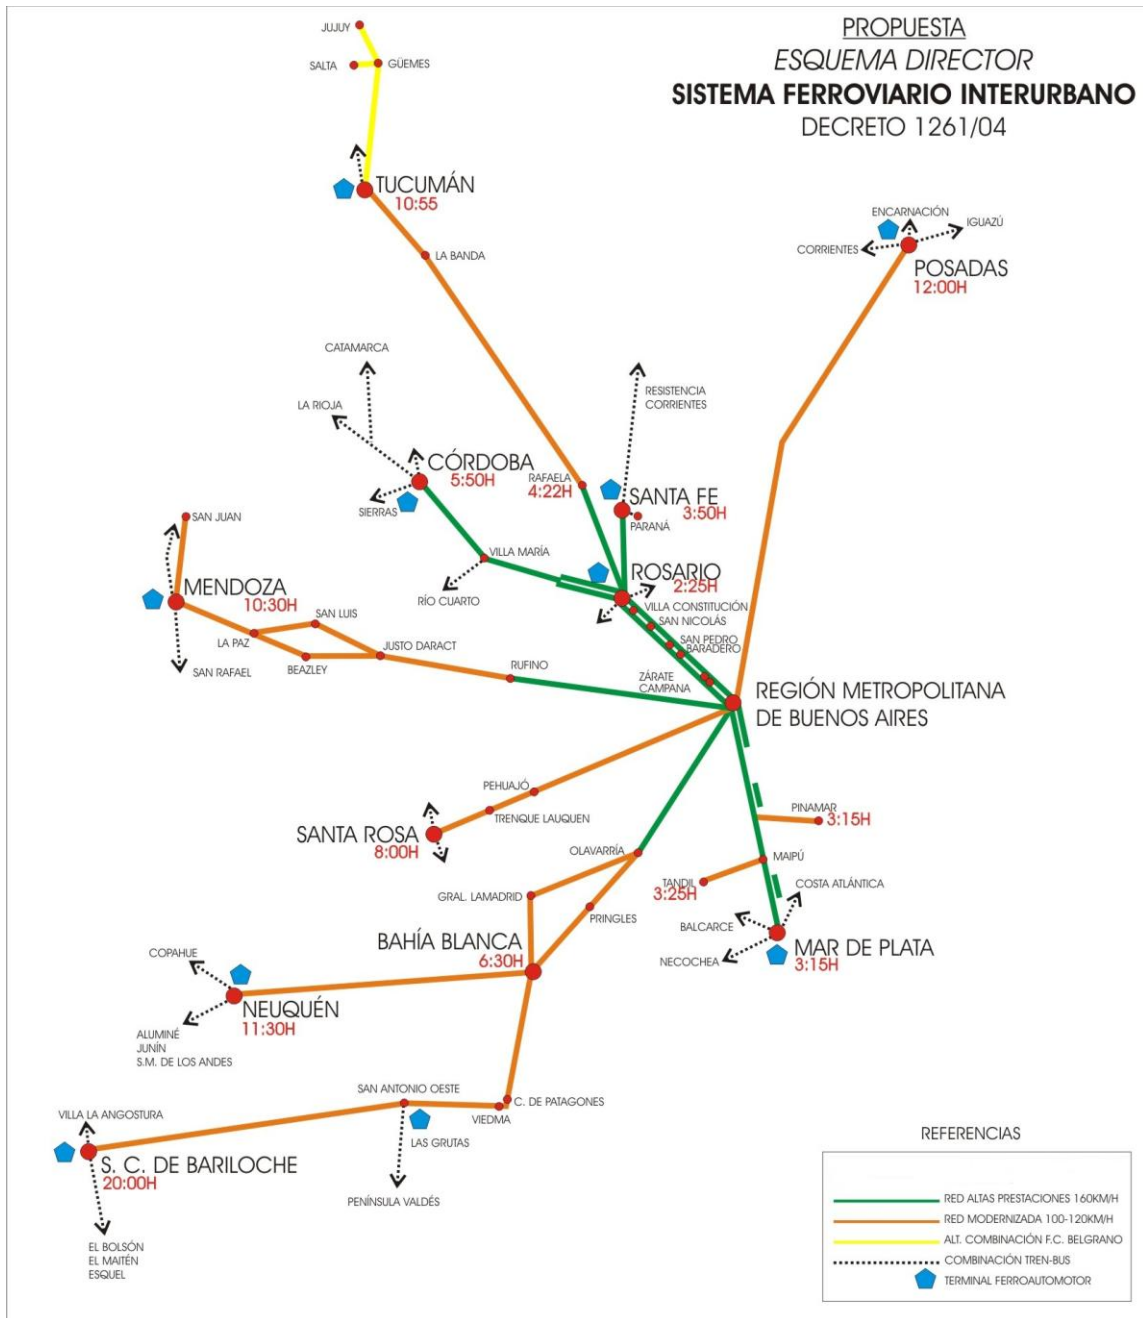 PROPUESTA
ESQUEMA DIRECTOR
SISTEMA FERROVIARIO INTERURBANO
DECRETO 1261/04
JUJUY
SALTA
GÜEMES
TUCUMÁN
10:55
LA BANDA
ENCARNACIÓN
IGUAZÚ
CORRIENTES
POSADAS
12:00H
CATAMARCA
LA RIOJA
RESISTENCIA
CORRIENTES
CÓRDOBA
5:50H
SIERRAS
RAFAELA
4:22H
SANTA FE
3:50H
PARANÁ
SAN JUAN
VILLA MARÍA
RÍO CUARTO
ROSARIO
2:25H
VILLA CONSTITUCIÓN
SAN NICOLÁS
SAN PEDRO
BARADERO
ZÁRATE
CAMPANA
MENDOZA
10:30H
SAN LUIS
LA PAZ
BEAZLEY
JUSTO DARACT
SAN RAFAEL
RUFINO
REGIÓN METROPOLITANA
DE BUENOS AIRES
PEHUAJÓ
TRENQUE LAUQUEN
SANTA ROSA
8:00H
PINAMAR
3:15H
OLAVARRÍA
MAIPÚ
TANDIL
3:25H
COSTA ATLÁNTICA
GRAL. LAMADRID
PRINGLES
BALCARCE
NECOCHEA
MAR DE PLATA
3:15H
BAHÍA BLANCA
6:30H
COPAHUE
NEUQUÉN
11:30H
ALUMINÉ
JUNÍN
S.M. DE LOS ANDES
SAN ANTONIO OESTE
C. DE PATAGONES
VIEDMA
LAS GRUTAS
VILLA LA ANGOSTURA
S. C. DE BARILOCHE
20:00H
PENÍNSULA VALDÉS
EL BOLSÓN
EL MAITÉN
ESQUEL
REFERENCIAS
RED ALTAS PRESTACIONES 160KM/H
RED MODERNIZADA 100-120KM/H
ALT. COMBINACIÓN F.C. BELGRANO
COMBINACIÓN TREN-BUS
TERMINAL FERROAUTOMOTOR